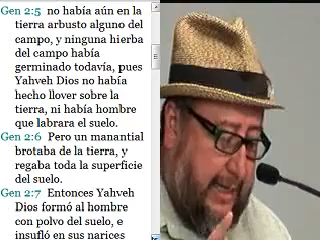 Gen 2:5 no había aún en la
tierra arbusto alguno del
campo, y ninguna hierba
del campo había
germinado todavía, pues
Yahveh Dios no había
hecho llover sobre la
tierra, ni había hombre
que labrara el suelo.
Gen 2:6 Pero un manantial
brotaba de la tierra, y
regaba toda la superficie
del suelo.
Gen 2:7 Entonces Yahveh
Dios formó al hombre
con polvo del suelo, e
insufló en sus narices